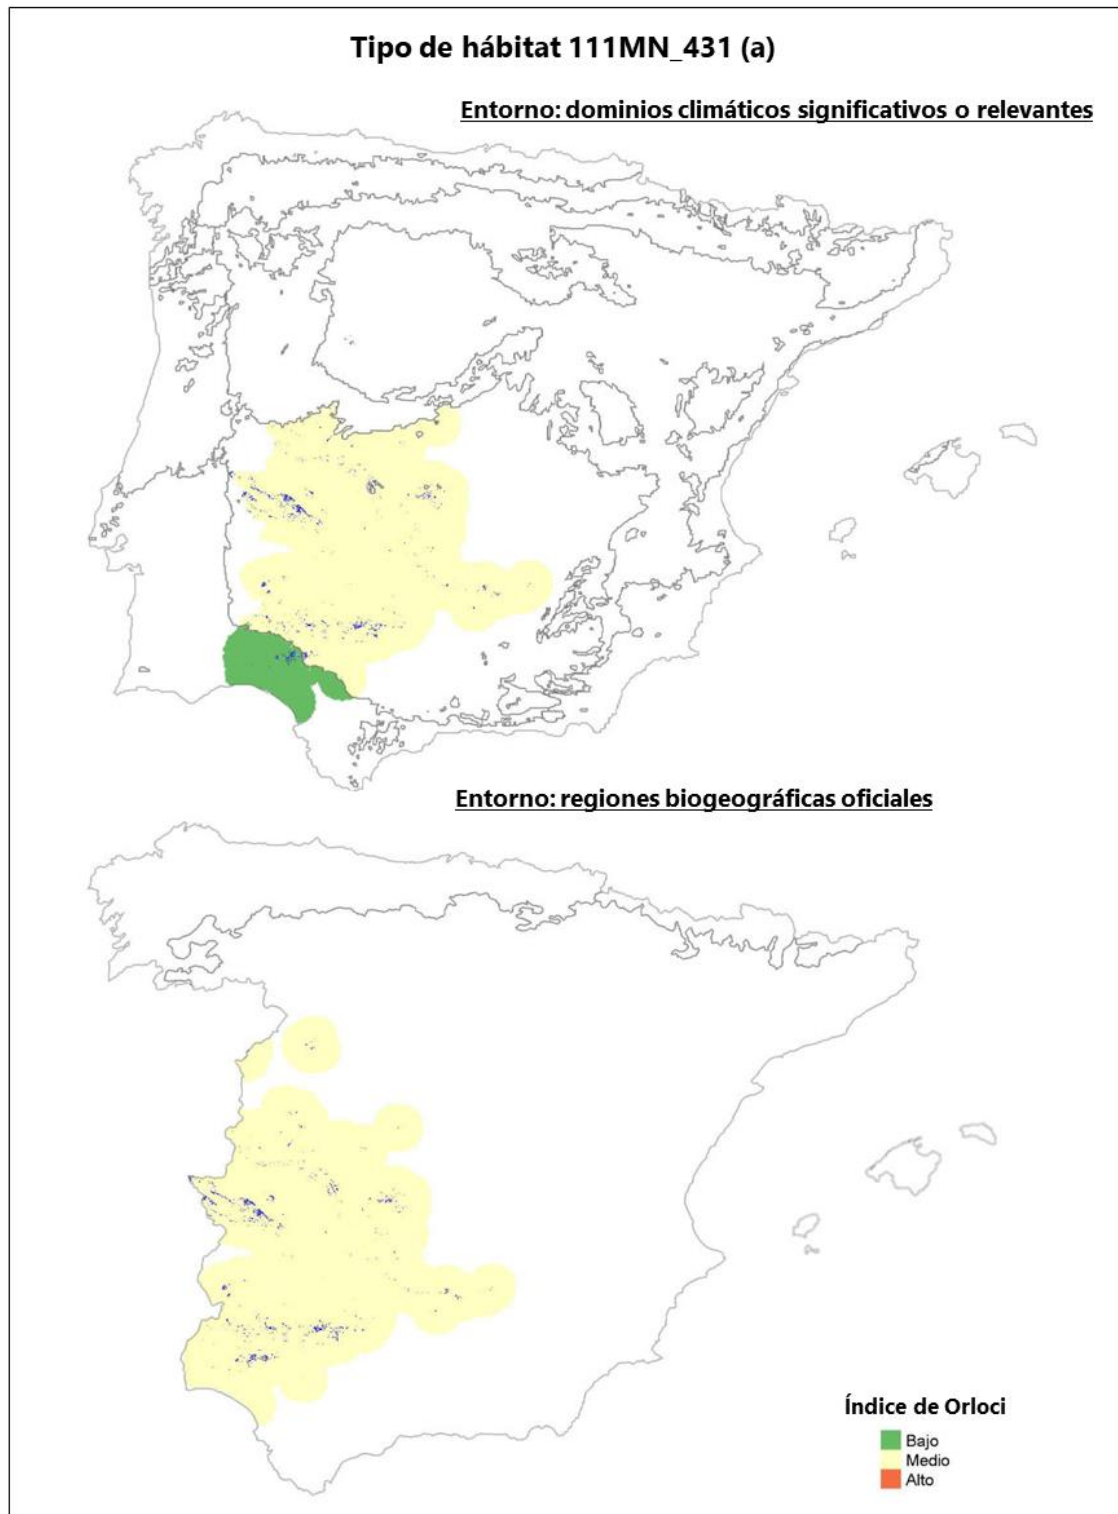 Tipo de hábitat 111MN_431 (a)
Entorno: dominios climáticos significativos o relevantes
Entorno: regiones biogeográficas oficiales
Índice de Orloci
Bajo
Medio
Alto